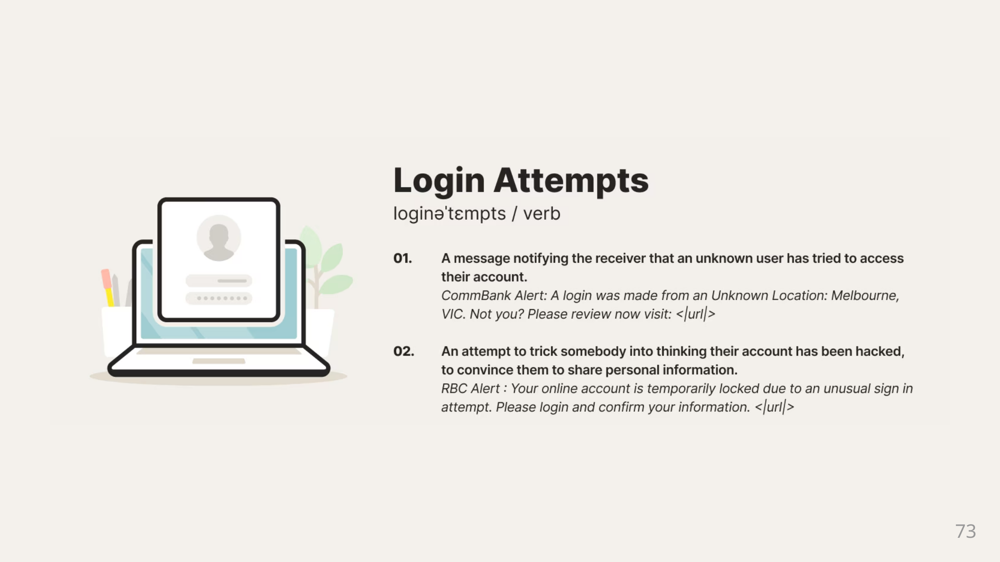 Login Attempts
loginə'tɛmpts / verb
01. A message notifying the receiver that an unknown user has tried to access
their account.
CommBank Alert: A login was made from an Unknown Location: Melbourne,
VIC. Not you? Please review now visit: <|url|>
02. An attempt to trick somebody into thinking their account has been hacked,
to convince them to share personal information.
RBC Alert : Your online account is temporarily locked due to an unusual sign in
attempt. Please login and confirm your information. <|url|>
73